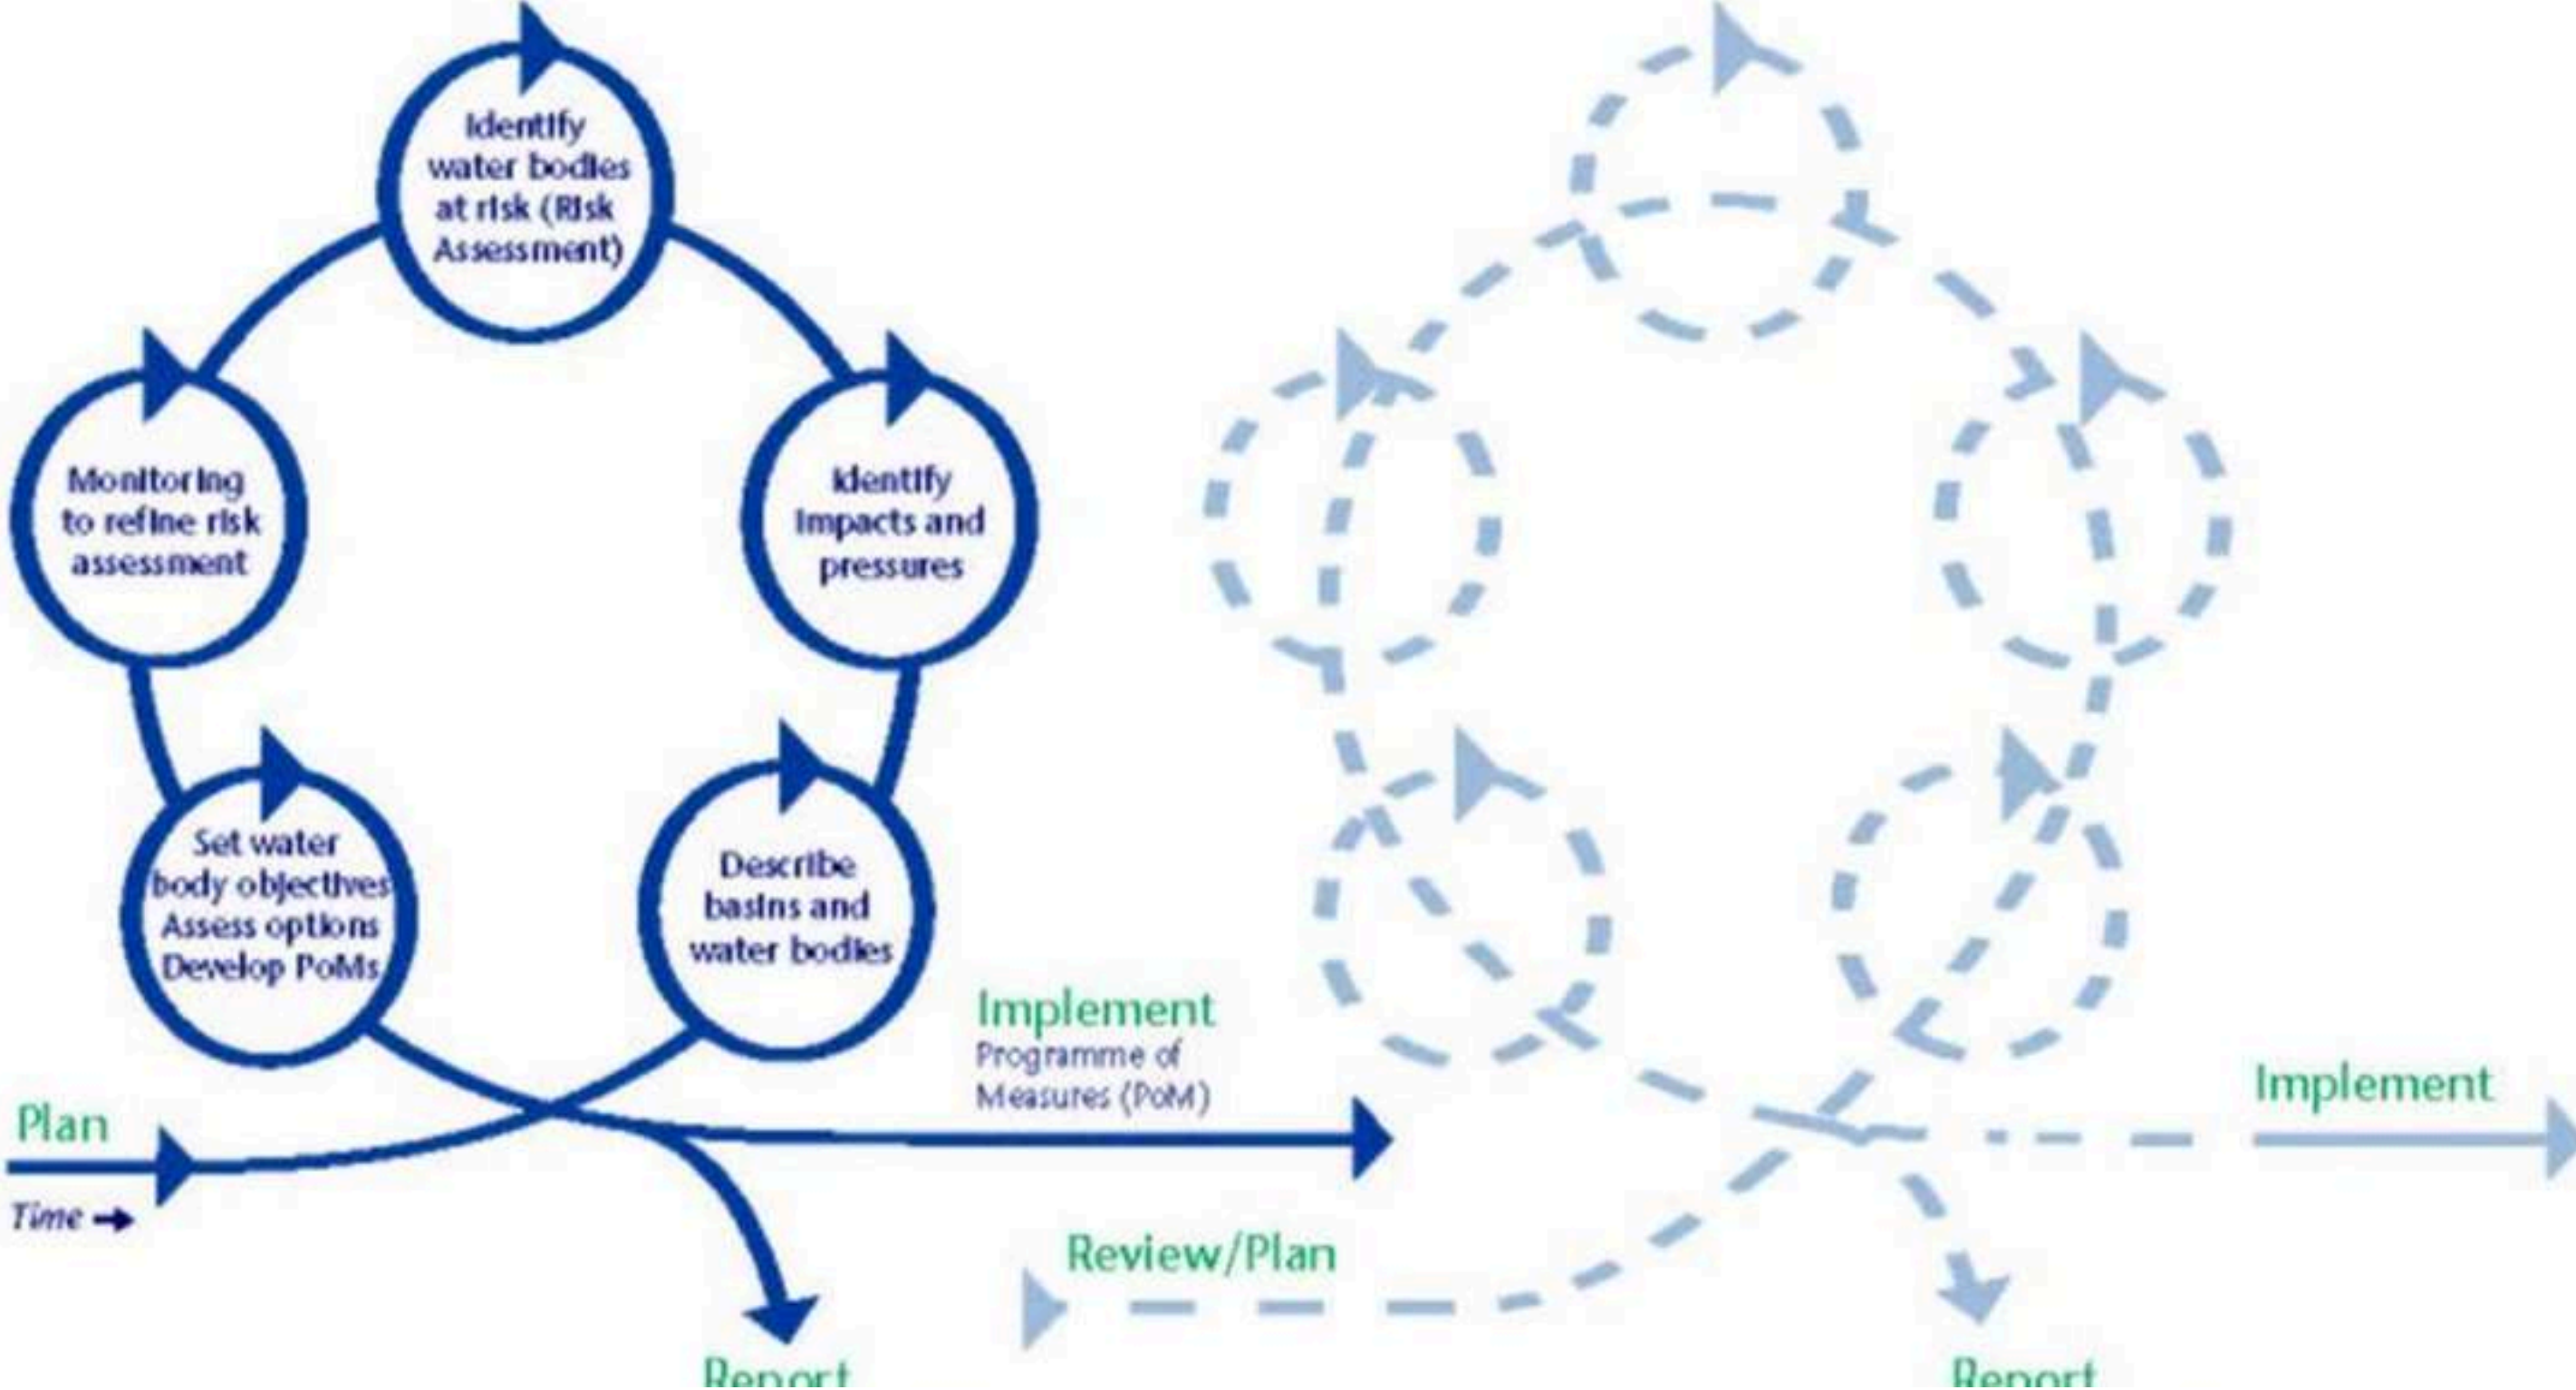 Identify
water bodies
at risk (Risk
Assessment)
Monitoring
to refine risk
assessment
Identify
impacts and
pressures
Set water
body objectives
Assess options
Develop PoMs
Describe
basins and
water bodies
Implement
Programme of
Measures (PoM)
Plan
Time
Report
Review/Plan
Implement
Report